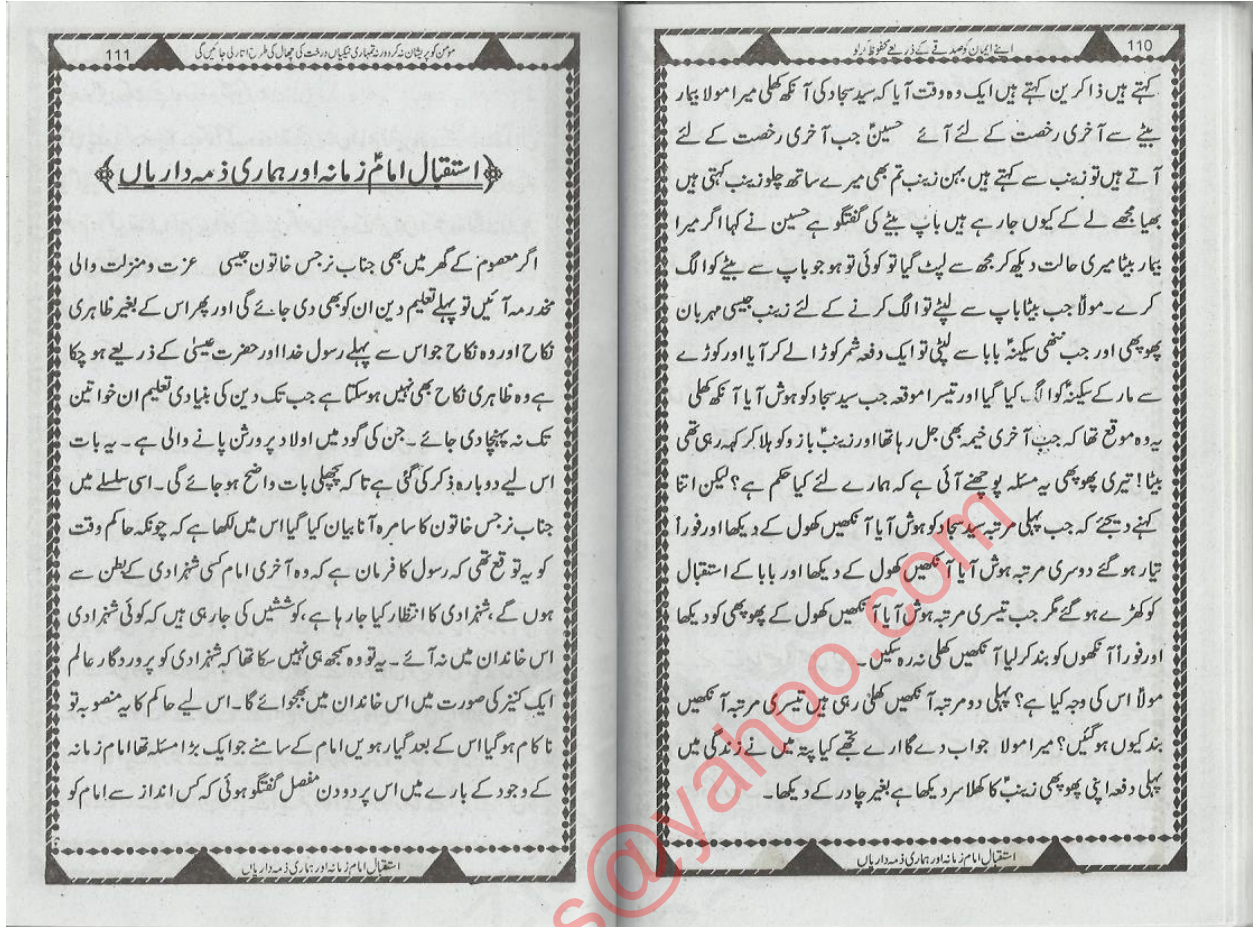 110
اپنے ایمان کو صدقے کے ذریعے محفوظ کر لو
کہتے ہیں ذاکرین کہتے ہیں ایک وہ وقت آیا کہ سید سجاد کی آنکھ کھلی میرا مولا بیمار
بیٹے سے آخری رخصت کے لئے آئے حسینؑ جب آخری رخصت کے لئے
آتے ہیں تو زینب سے کہتے ہیں بہن زینب تم بھی میرے ساتھ چلو زینب کہتی ہیں
بھیا مجھے لے کے کیوں جا رہے ہیں باپ بیٹے کی گفتگو ہے حسین نے کہا اگر میرا
بیمار بیٹا میری حالت دیکھ کر مجھ سے لپٹ گیا تو کوئی تو ہو جو باپ سے بیٹے کو الگ
کرے۔ مولاؑ جب بیٹا باپ سے لپٹے تو الگ کرنے کے لئے زینب جیسی مہربان
پھوپھی اور جب ننھی سکینہؑ بابا سے لپٹی تو ایک دفعہ شمر کوڑا لے کر آیا اور کوڑے
سے مار کے سکینہؑ کو الگ کیا گیا اور تیسرا موقعہ جب سید سجاد کو ہوش آیا آنکھ کھلی
یہ وہ موقع تھا کہ جب آخری خیمہ بھی جل رہا تھا اور زینبؑ بازو کو ہلا کر کہہ رہی تھی
بیٹا! تیری پھوپھی یہ مسئلہ پوچھنے آئی ہے کہ ہمارے لئے کیا حکم ہے؟ لیکن اتنا
کہنے دیجئے کہ جب پہلی مرتبہ سید سجاد کو ہوش آیا آنکھیں کھول کے دیکھا اور فوراً
تیار ہو گئے دوسری مرتبہ ہوش آیا آنکھیں کھول کے دیکھا اور بابا کے استقبال
کو کھڑے ہو گئے مگر جب تیسری مرتبہ ہوش آیا آنکھیں کھول کے پھوپھی کو دیکھا
اور فوراً آنکھوں کو بند کر لیا آنکھیں کھلی نہ رہ سکیں۔
مولاؑ اس کی وجہ کیا ہے؟ پہلی دو مرتبہ آنکھیں کھلی رہی ہیں تیسری مرتبہ آنکھیں
بند کیوں ہو گئیں؟ میرا مولا جواب دے گا ارے تجھے کیا پتہ میں نے زندگی میں
پہلی دفعہ اپنی پھوپھی زینبؑ کا کھلا سر دیکھا ہے بغیر چادر کے دیکھا۔
استقبال امام زمانہ اور ہماری ذمہ داریاں
مؤمن کو پریشان نہ کرو ورنہ تمہاری نیکیاں درخت کی چھال کی طرح اتار لی جائیں گی
111
استقبال امامؑ زمانہ اور ہماری ذمہ داریاں
اگر معصومؑ کے گھر میں بھی جناب نرجس خاتون جیسی عزت و منزلت والی
مخدرمہ آئیں تو پہلے تعلیم دین ان کو بھی دی جائے گی اور پھر اس کے بغیر ظاہری
نکاح اور وہ نکاح جو اس سے پہلے رسول خدا اور حضرت عیسیٰ کے ذریعے ہو چکا
ہے وہ ظاہری نکاح بھی نہیں ہو سکتا ہے جب تک دین کی بنیادی تعلیم ان خواتین
تک نہ پہنچا دی جائے۔ جن کی گود میں اولاد پرورش پانے والی ہے۔ یہ بات
اس لیے دوبارہ ذکر کی گئی ہے تا کہ پچھلی بات واضح ہو جائے گی۔ اسی سلسلے میں
جناب نرجس خاتون کا سامرہ آنا بیان کیا گیا اس میں لکھا ہے کہ چونکہ حاکم وقت
کو یہ توقع تھی کہ رسول کا فرمان ہے کہ وہ آخری امام کسی شہزادی کے بطن سے
ہوں گے، شہزادی کا انتظار کیا جا رہا ہے، کوششیں کی جا رہی ہیں کہ کوئی شہزادی
اس خاندان میں نہ آئے۔ یہ تو وہ سمجھ ہی نہیں سکا تھا کہ شہزادی کو پروردگار عالم
ایک کنیز کی صورت میں اس خاندان میں بھجوائے گا۔ اس لیے حاکم کا یہ منصوبہ تو
نا کام ہو گیا اس کے بعد گیارہویں امام کے سامنے جو ایک بڑا مسئلہ تھا امام زمانہ
کے وجود کے بارے میں اس پر دو دن مفصل گفتگو ہوئی کہ کس انداز سے امام کو
استقبال امام زمانہ اور ہماری ذمہ داریاں
s@yahoo.com